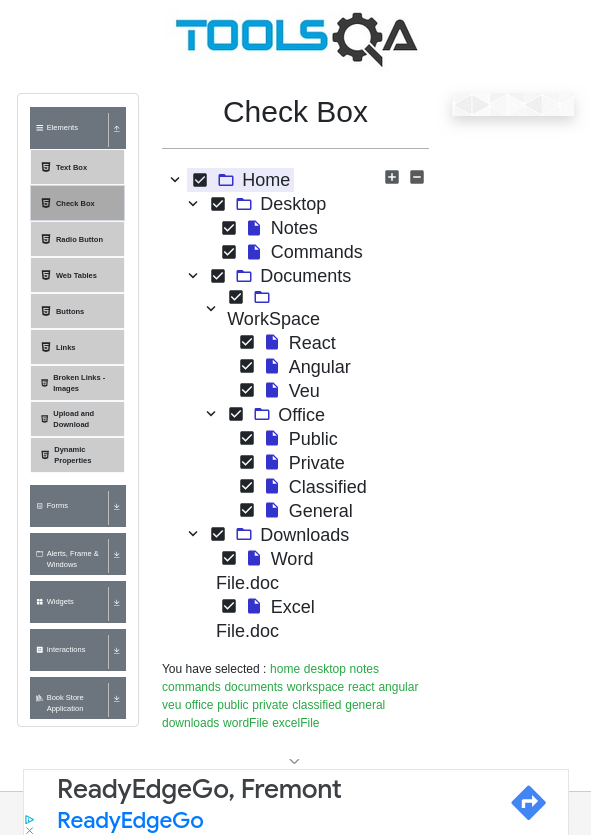 TOOLSQA
Elements
Text Box
Check Box
Radio Button
Web Tables
Buttons
Links
Broken Links -
Images
Upload and
Download
Dynamic
Properties
Forms
Alerts, Frame &
Windows
Widgets
Interactions
Book Store
Application
Check Box
Home
Desktop
Notes
Commands
Documents
WorkSpace
React
Angular
Veu
Office
Public
Private
Classified
General
Downloads
Word
File.doc
Excel
File.doc
You have selected : home desktop notes
commands documents workspace react angular
veu office public private classified general
downloads wordFile excelFile
ReadyEdgeGo, Fremont
ReadyEdgeGo